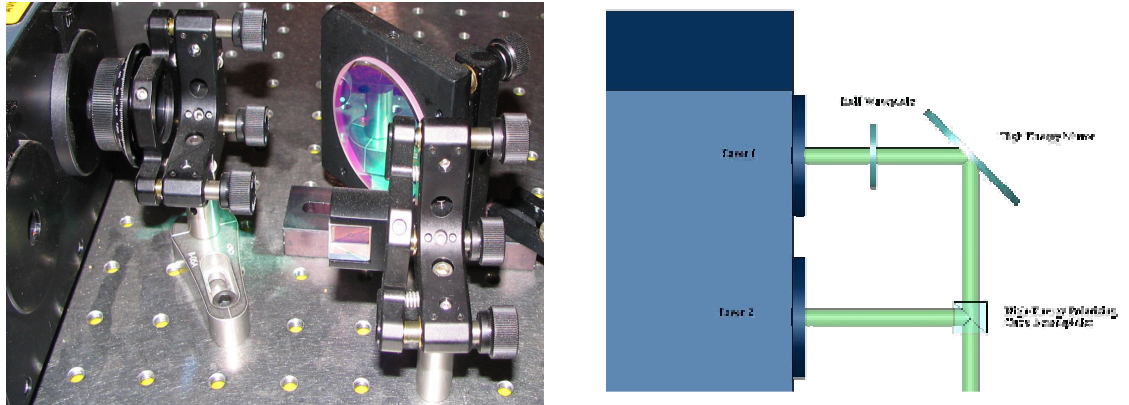 Half Waveplate
High Energy Mirror
Laser 1
Laser 2
High Energy Polarizing
Cube Beamsplitter